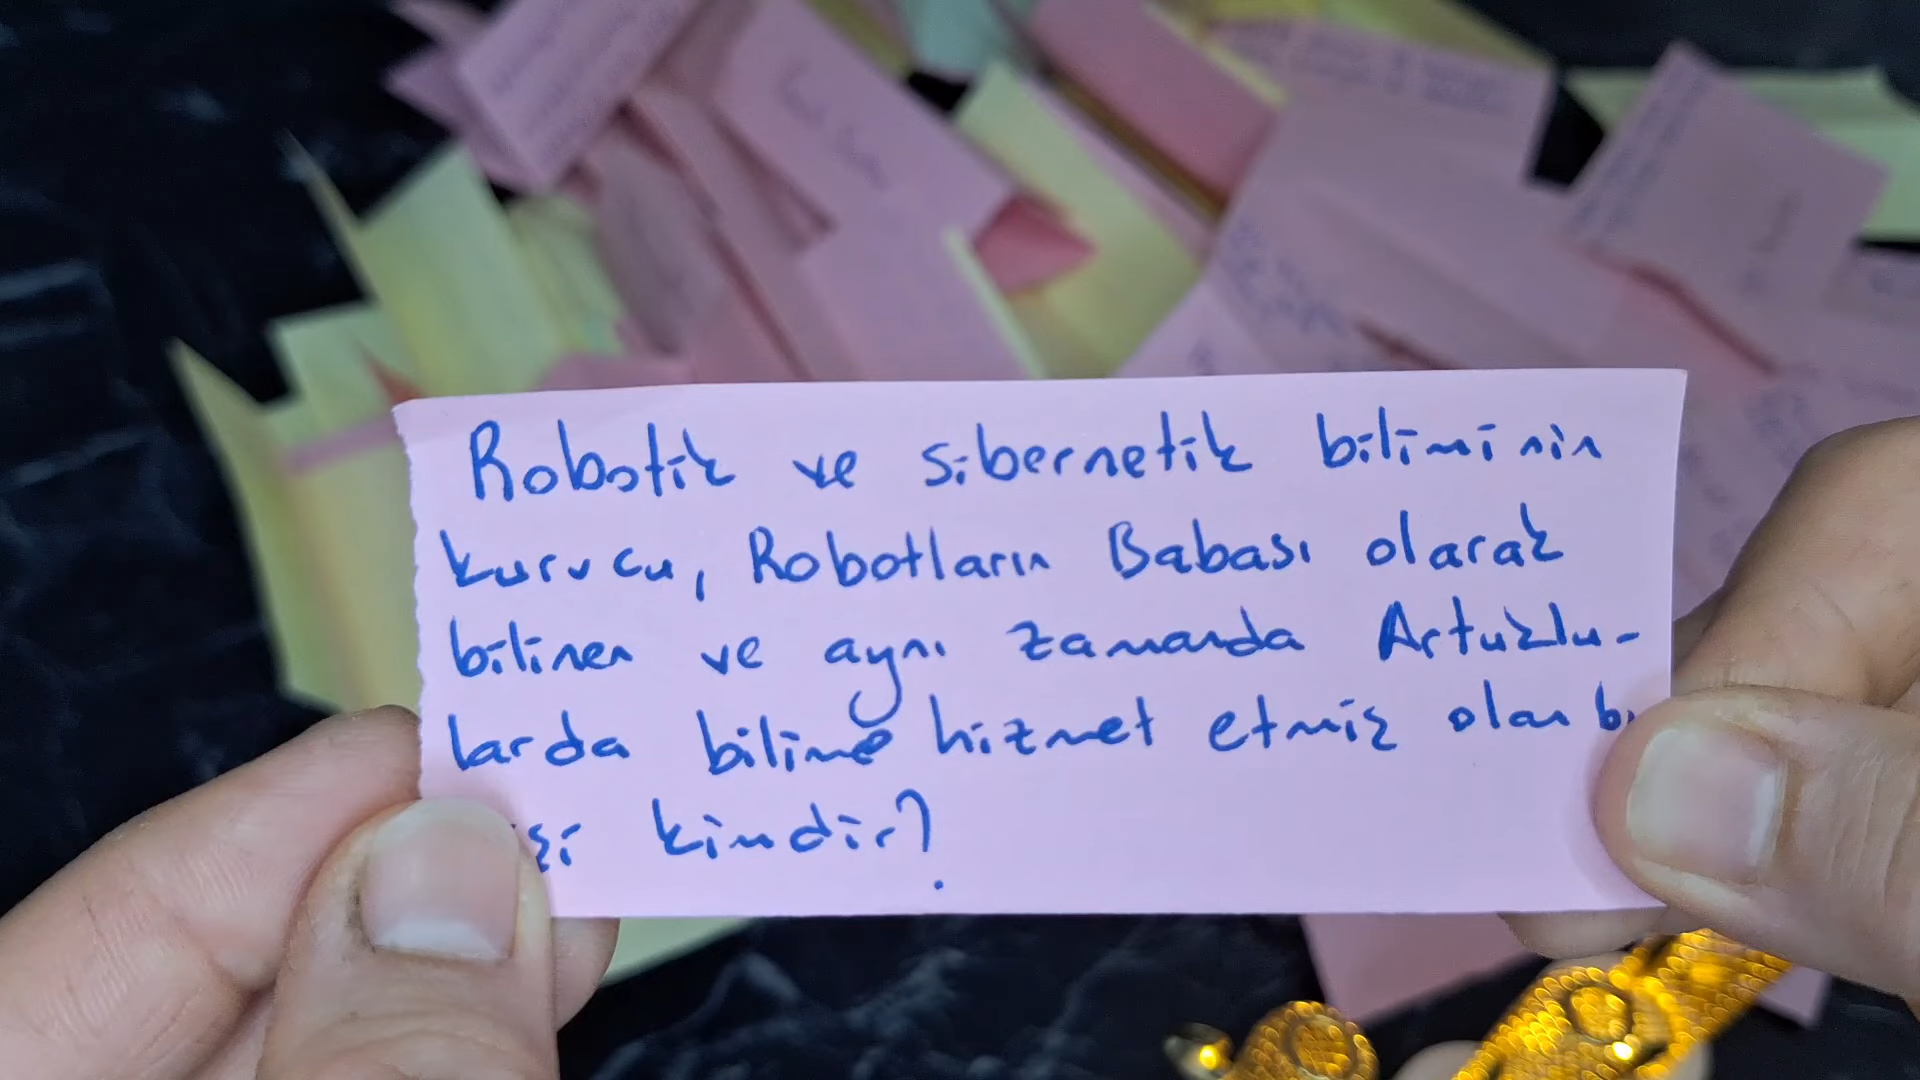 Robotik ve sibernetik biliminin
kurucu, Robotların Babası olarak
bilinen ve aynı zamanda Artuklu-
larda bilime hizmet etmiş olan
kimdir?